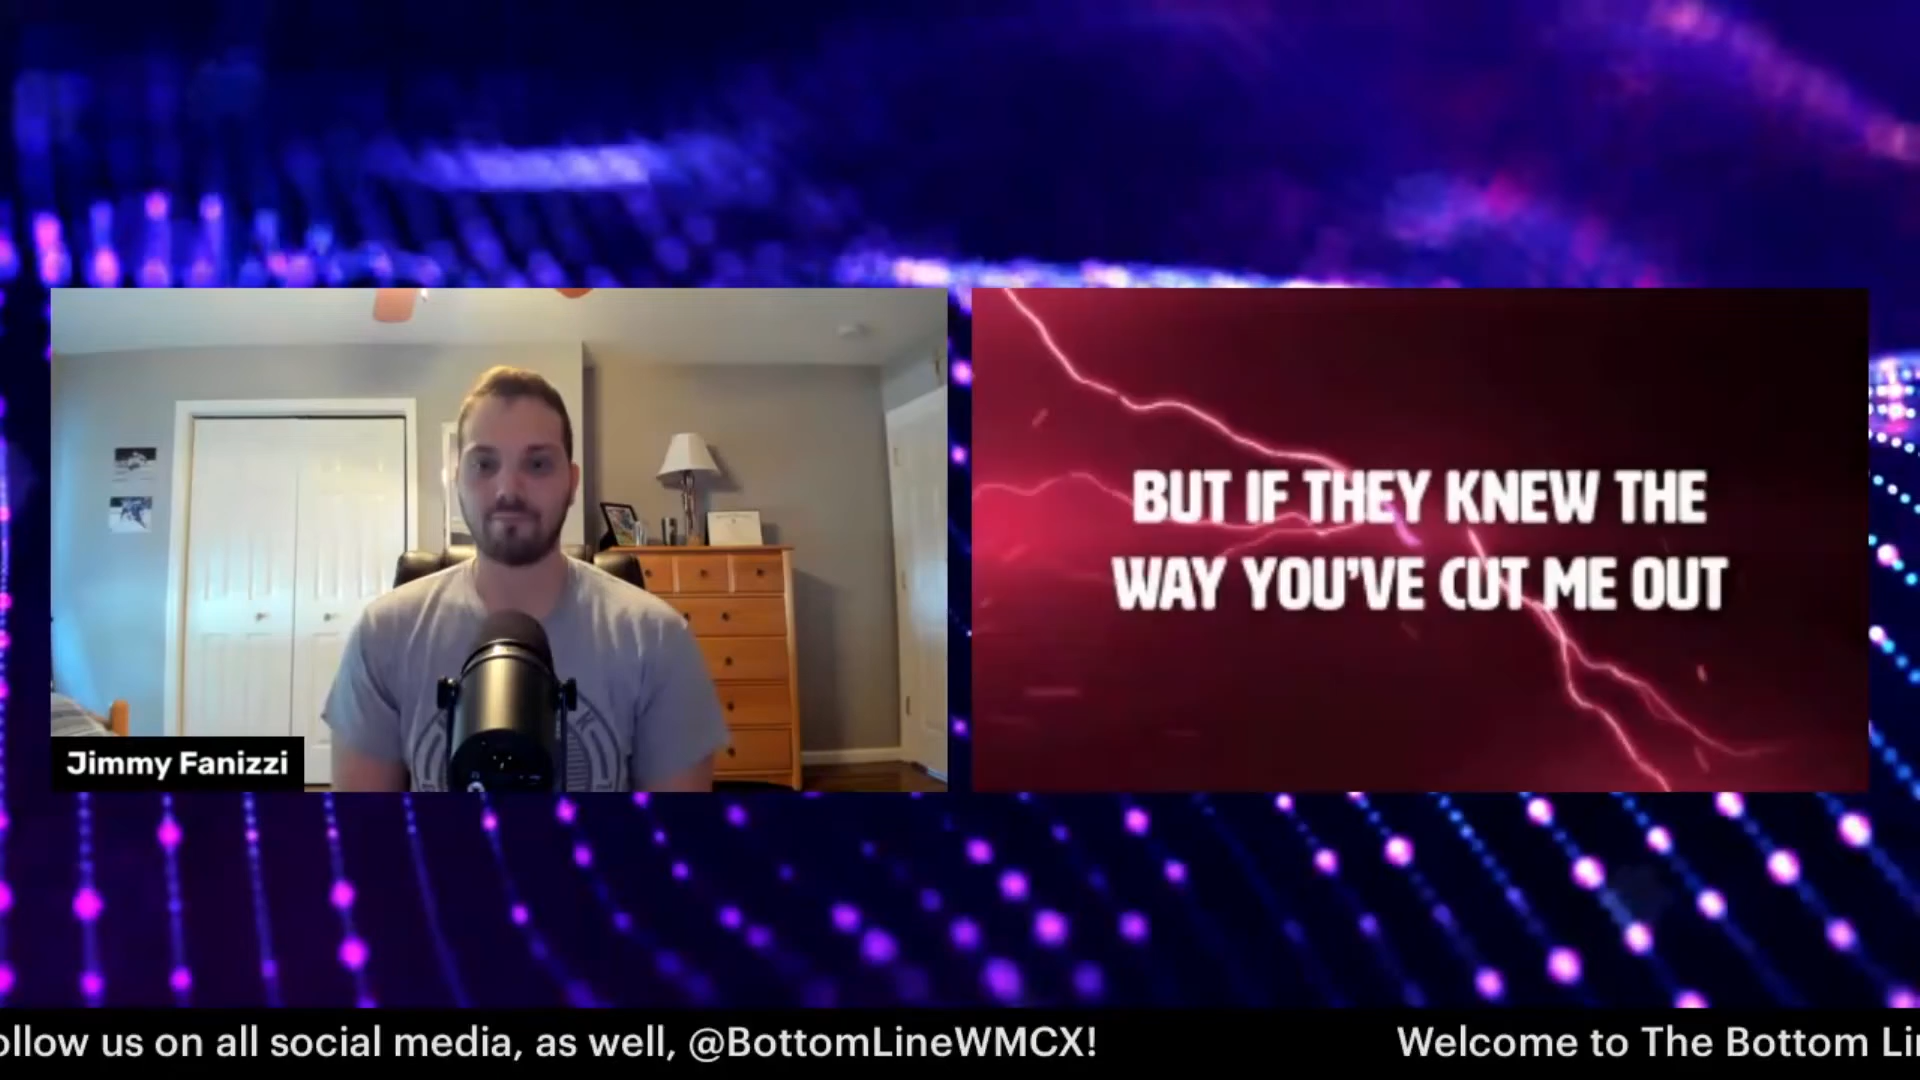 BUT IF THEY KNEW THE
WAY YOU'VE CUT ME OUT
Jimmy Fanizzi
ollow us on all social media, as well, @BottomLineWMCX!
Welcome to The Bottom Li